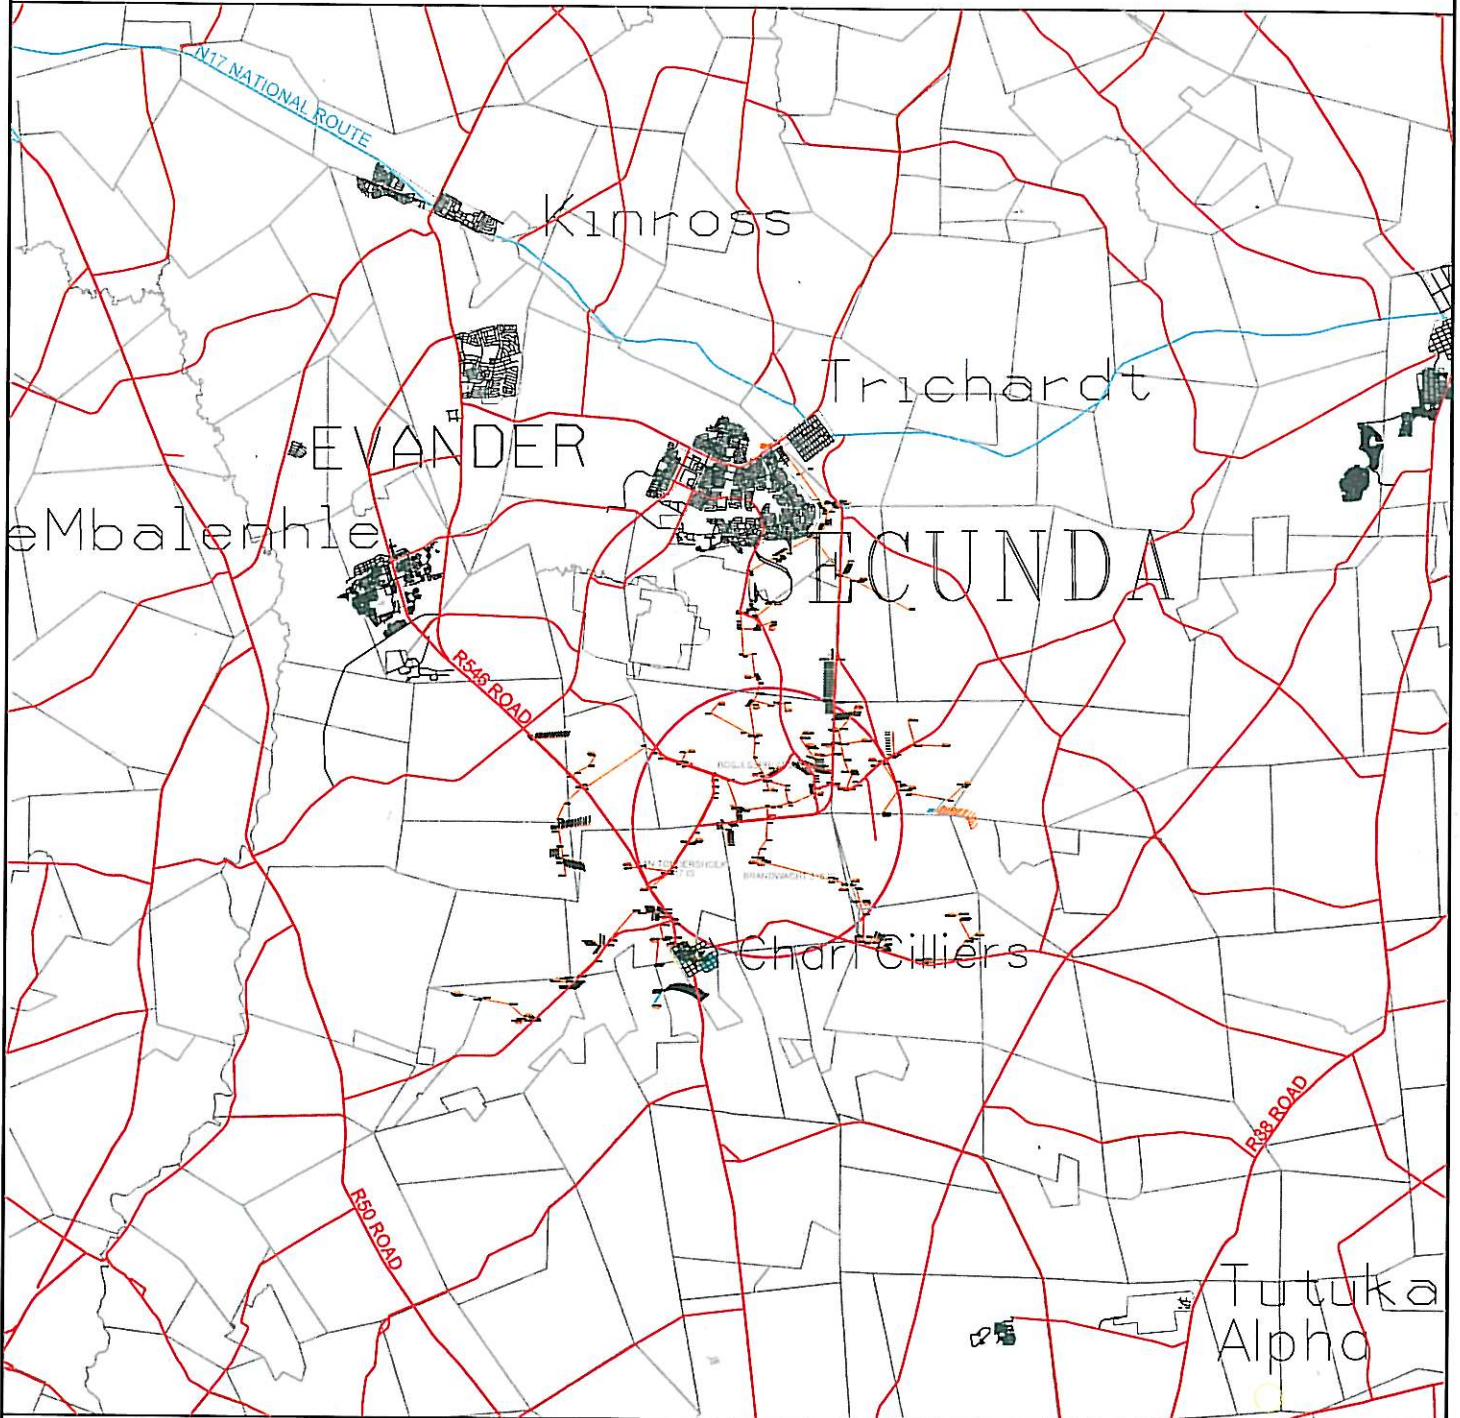 N17 NATIONAL ROUTE
Kinross
Trichardt
EVANDER
eMbalenhle
SECUNDA
R546 ROAD
Charl Cilliers
R38 ROAD
R50 ROAD
Tutuka
Alpha